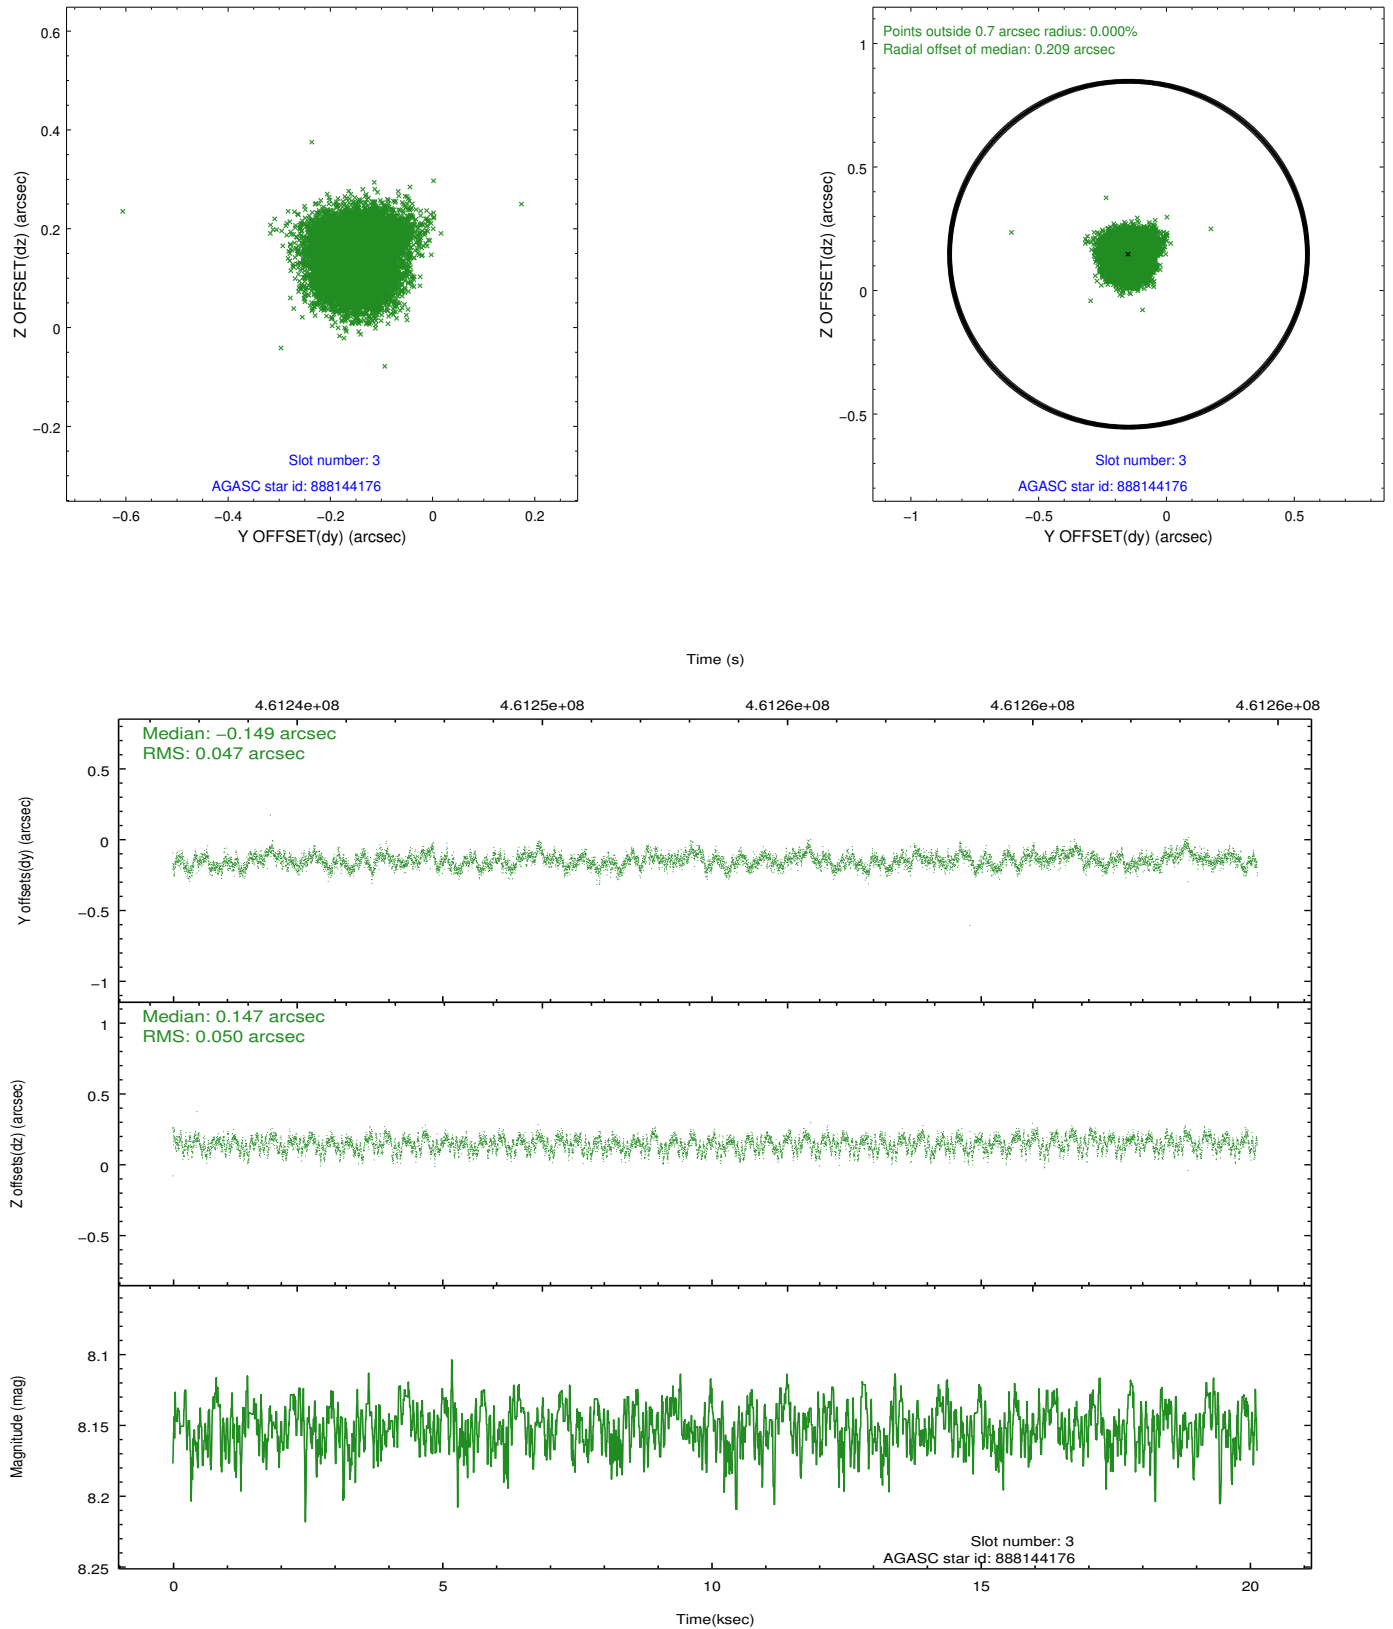 0.6
0.4
0.2
0
−0.2
Z OFFSET(dz) (arcsec)
Slot number: 3
AGASC star id: 888144176
−0.6
−0.4
−0.2
0
0.2
Y OFFSET(dy) (arcsec)
Points outside 0.7 arcsec radius: 0.000%
Radial offset of median: 0.209 arcsec
1
0.5
0
−0.5
Z OFFSET(dz) (arcsec)
Slot number: 3
AGASC star id: 888144176
−1
−0.5
0
0.5
Y OFFSET(dy) (arcsec)
Time (s)
4.6124e+08
4.6125e+08
4.6126e+08
4.6126e+08
4.6126e+08
Median: −0.149 arcsec
RMS: 0.047 arcsec
0.5
0
−0.5
−1
Y offsets(dy) (arcsec)
Median: 0.147 arcsec
RMS: 0.050 arcsec
1
0.5
0
−0.5
Z offsets(dz) (arcsec)
8.1
8.15
8.2
8.25
Magnitude (mag)
Slot number: 3
AGASC star id: 888144176
0
5
10
15
20
Time(ksec)